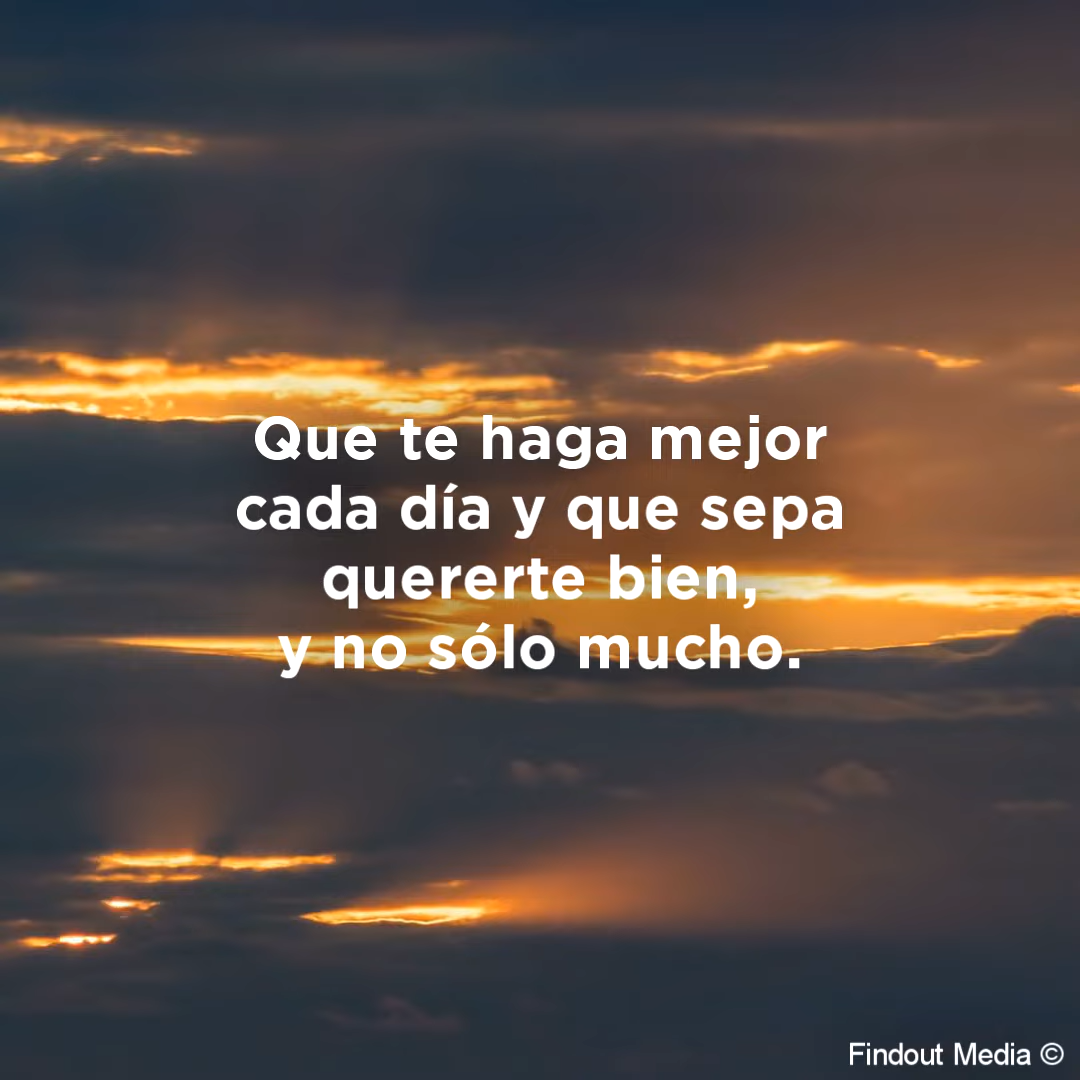 Que te haga mejor
cada día y que sepa
quererte bien,
y no sólo mucho.
Findout Media ©